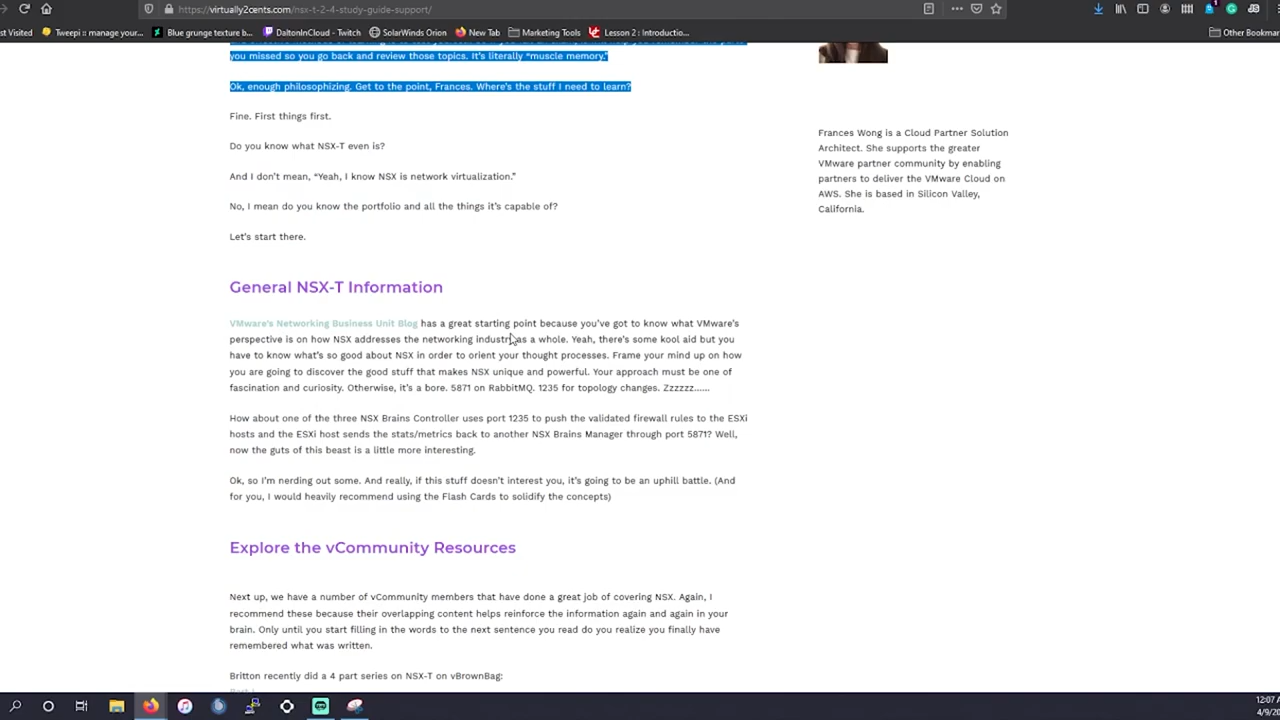 https://virtually2cents.com/nsx-t-2-4-study-guide-support/
st Visited
Tweepi :: manage your...
Blue grunge texture b...
DaltonInCloud - Twitch
SolarWinds Orion
New Tab
Marketing Tools
Lesson 2 : Introductio...
Other Bookmar
you missed so you go back and review those topics. It's literally "muscle memory."
Ok, enough philosophizing. Get to the point, Frances. Where's the stuff I need to learn?
Fine. First things first.
Do you know what NSX-T even is?
And I don't mean, "Yeah, I know NSX is network virtualization."
No, I mean do you know the portfolio and all the things it's capable of?
Let's start there.
General NSX-T Information
VMware's Networking Business Unit Blog has a great starting point because you've got to know what VMware's
perspective is on how NSX addresses the networking industry as a whole. Yeah, there's some kool aid but you
have to know what's so good about NSX in order to orient your thought processes. Frame your mind up on how
you are going to discover the good stuff that makes NSX unique and powerful. Your approach must be one of
fascination and curiosity. Otherwise, it's a bore. 5871 on RabbitMQ. 1235 for topology changes. Zzzzzz......
How about one of the three NSX Brains Controller uses port 1235 to push the validated firewall rules to the ESXi
hosts and the ESXi host sends the stats/metrics back to another NSX Brains Manager through port 5871? Well,
now the guts of this beast is a little more interesting.
Ok, so I'm nerding out some. And really, if this stuff doesn't interest you, it's going to be an uphill battle. (And
for you, I would heavily recommend using the Flash Cards to solidify the concepts)
Explore the vCommunity Resources
Next up, we have a number of vCommunity members that have done a great job of covering NSX. Again, I
recommend these because their overlapping content helps reinforce the information again and again in your
brain. Only until you start filling in the words to the next sentence you read do you realize you finally have
remembered what was written.
Britton recently did a 4 part series on NSX-T on vBrownBag:
Frances Wong is a Cloud Partner Solution
Architect. She supports the greater
VMware partner community by enabling
partners to deliver the VMware Cloud on
AWS. She is based in Silicon Valley,
California.
12:07
4/9/20